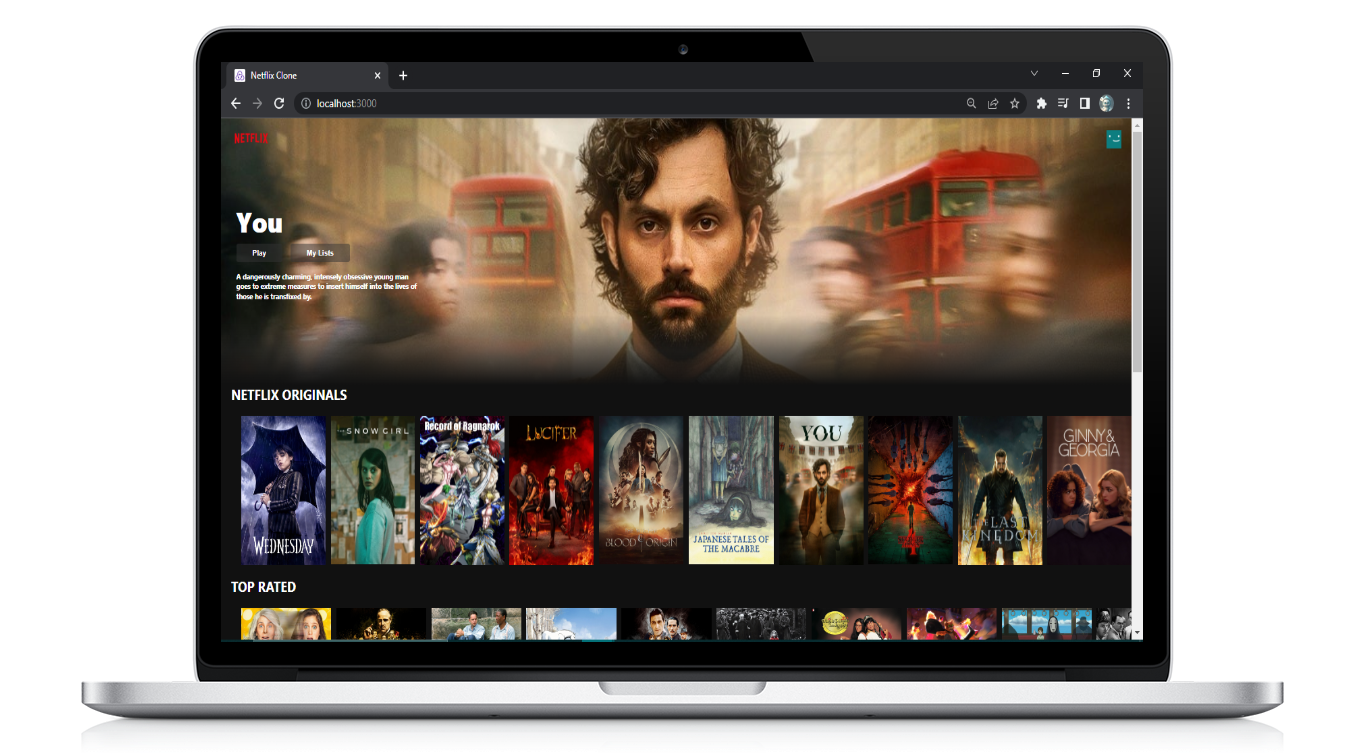 Netflix Clone
localhost:3000
NETFLIX
You
Play
My Lists
A dangerously charming, intensely obsessive young man
goes to extreme measures to insert himself into the lives of
those he is transfixed by.
NETFLIX ORIGINALS
WEDNESDAY
SNOW GIRL
Record of Ragnarok
LUCIFER
BLOOD ORIGIN
JAPANESE TALES OF
THE MACABRE
YOU
LAST
KINGDOM
GINNY&
GEORGIA
TOP RATED